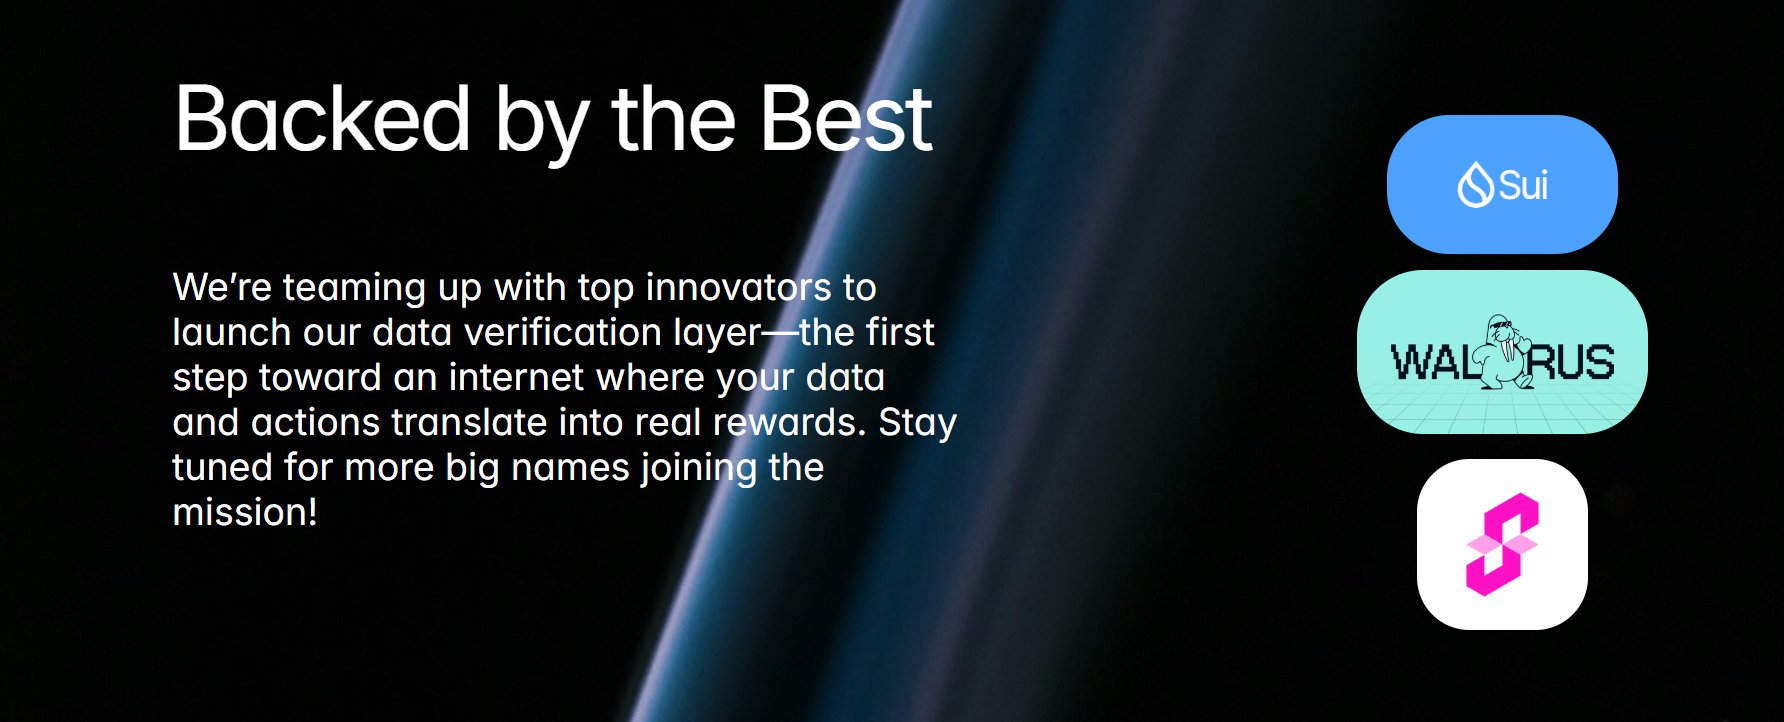 Backed by the Best
We’re teaming up with top innovators to
launch our data verification layer—the first
step toward an internet where your data
and actions translate into real rewards. Stay
tuned for more big names joining the
mission!
Sui
WALRUS